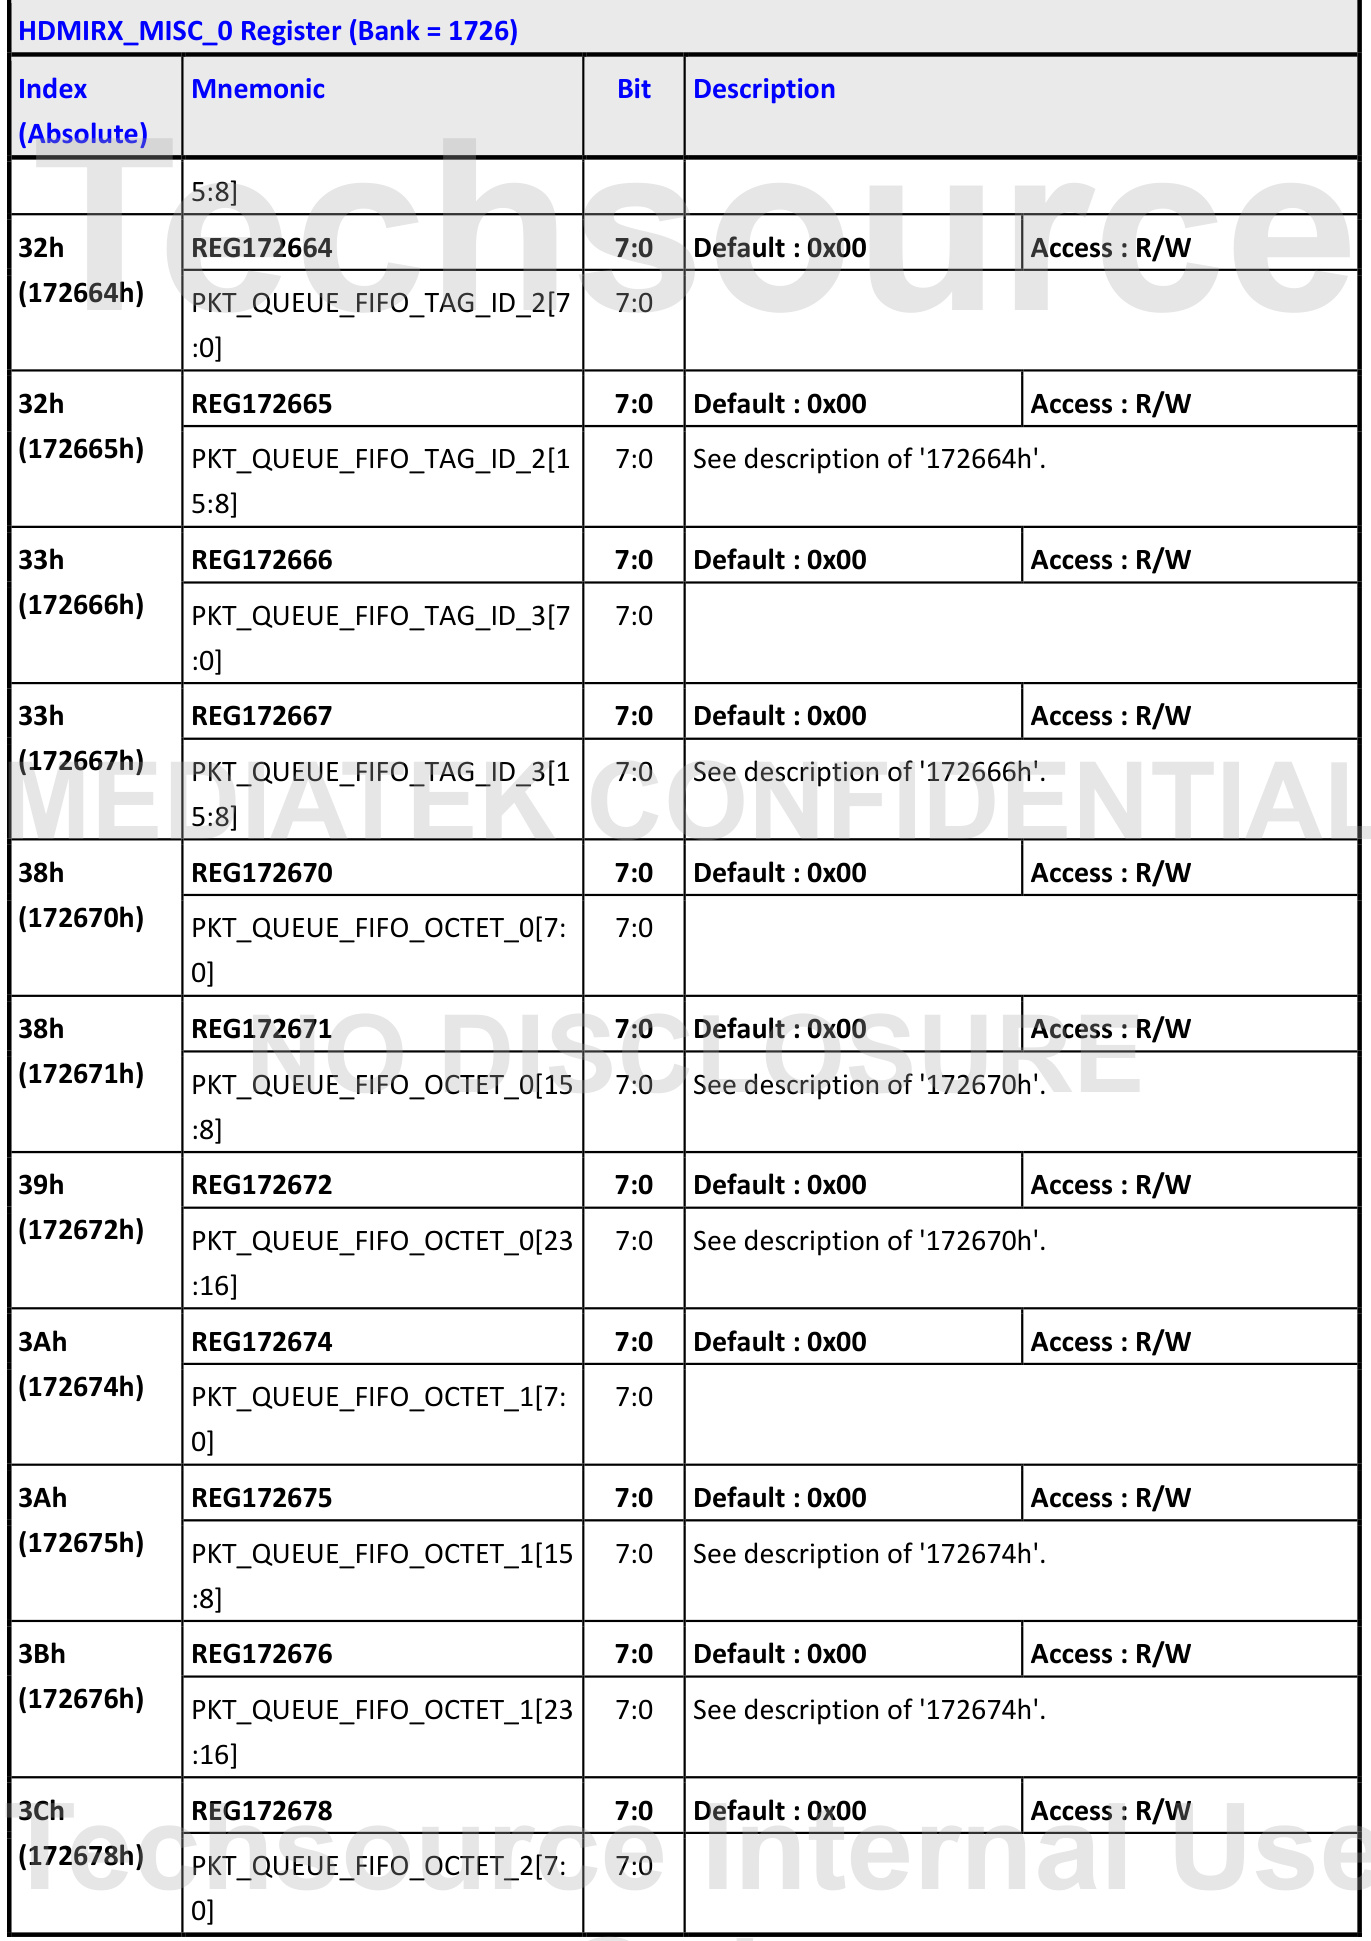 HDMIRX_MISC_0 Register (Bank = 1726)
Index (Absolute) Mnemonic Bit Description
5:8]
32h (172664h) REG172664 7:0 Default : 0x00 Access : R/W
PKT_QUEUE_FIFO_TAG_ID_2[7 7:0
:0]
32h (172665h) REG172665 7:0 Default : 0x00 Access : R/W
PKT_QUEUE_FIFO_TAG_ID_2[1 7:0 See description of '172664h'.
5:8]
33h (172666h) REG172666 7:0 Default : 0x00 Access : R/W
PKT_QUEUE_FIFO_TAG_ID_3[7 7:0
:0]
33h (172667h) REG172667 7:0 Default : 0x00 Access : R/W
PKT_QUEUE_FIFO_TAG_ID_3[1 7:0 See description of '172666h'.
5:8]
38h (172670h) REG172670 7:0 Default : 0x00 Access : R/W
PKT_QUEUE_FIFO_OCTET_0[7: 7:0
0]
38h (172671h) REG172671 7:0 Default : 0x00 Access : R/W
PKT_QUEUE_FIFO_OCTET_0[15 7:0 See description of '172670h'.
:8]
39h (172672h) REG172672 7:0 Default : 0x00 Access : R/W
PKT_QUEUE_FIFO_OCTET_0[23 7:0 See description of '172670h'.
:16]
3Ah (172674h) REG172674 7:0 Default : 0x00 Access : R/W
PKT_QUEUE_FIFO_OCTET_1[7: 7:0
0]
3Ah (172675h) REG172675 7:0 Default : 0x00 Access : R/W
PKT_QUEUE_FIFO_OCTET_1[15 7:0 See description of '172674h'.
:8]
3Bh (172676h) REG172676 7:0 Default : 0x00 Access : R/W
PKT_QUEUE_FIFO_OCTET_1[23 7:0 See description of '172674h'.
:16]
3Ch (172678h) REG172678 7:0 Default : 0x00 Access : R/W
PKT_QUEUE_FIFO_OCTET_2[7: 7:0
0]
Techsource
MEDIATEK CONFIDENTIAL
NO DISCLOSURE
Techsource Internal Use